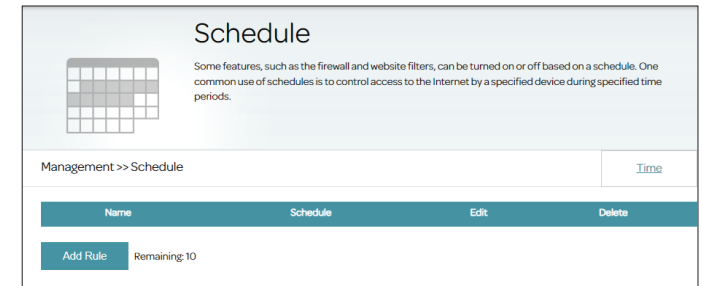 Schedule
Some features, such as the firewall and website filters, can be turned on or off based on a schedule. One
common use of schedules is to control access to the Internet by a specified device during specified time
periods.
Management >> Schedule
Time
Name Schedule Edit Delete
Add Rule Remaining: 10